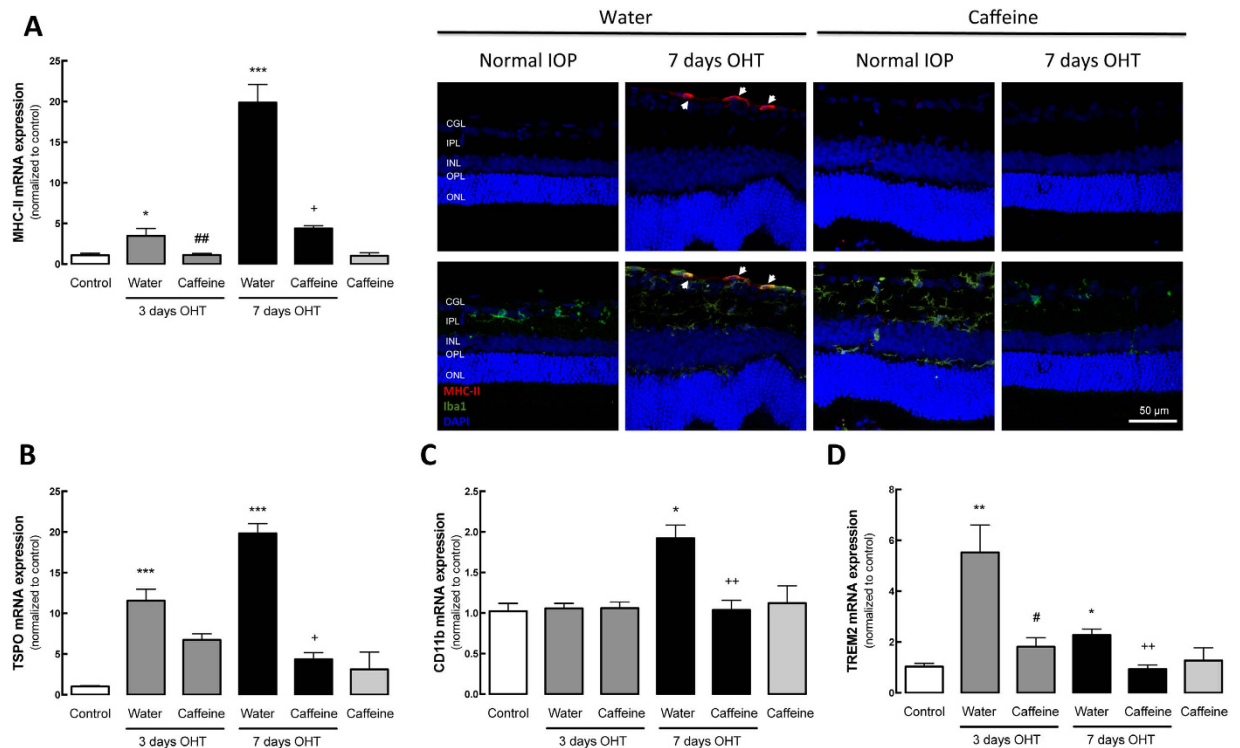 A
MHC-II mRNA expression
(normalized to control)
25
20
15
10
5
0
*
##
***
+
Control
Water
Caffeine
Water
Caffeine
Caffeine
3 days OHT
7 days OHT
Water
Caffeine
Normal IOP
7 days OHT
Normal IOP
7 days OHT
CGL
IPL
INL
OPL
ONL
CGL
IPL
INL
OPL
ONL
MHC-II
Iba1
DAPI
50 µm
B
TSPO mRNA expression
(normalized to control)
25
20
15
10
5
0
***
***
+
Control
Water
Caffeine
Water
Caffeine
Caffeine
3 days OHT
7 days OHT
C
CD11b mRNA expression
(normalized to control)
2.5
2.0
1.5
1.0
0.5
0.0
*
++
Control
Water
Caffeine
Water
Caffeine
Caffeine
3 days OHT
7 days OHT
D
TREM2 mRNA expression
(normalized to control)
8
6
4
2
0
**
#
*
++
Control
Water
Caffeine
Water
Caffeine
Caffeine
3 days OHT
7 days OHT